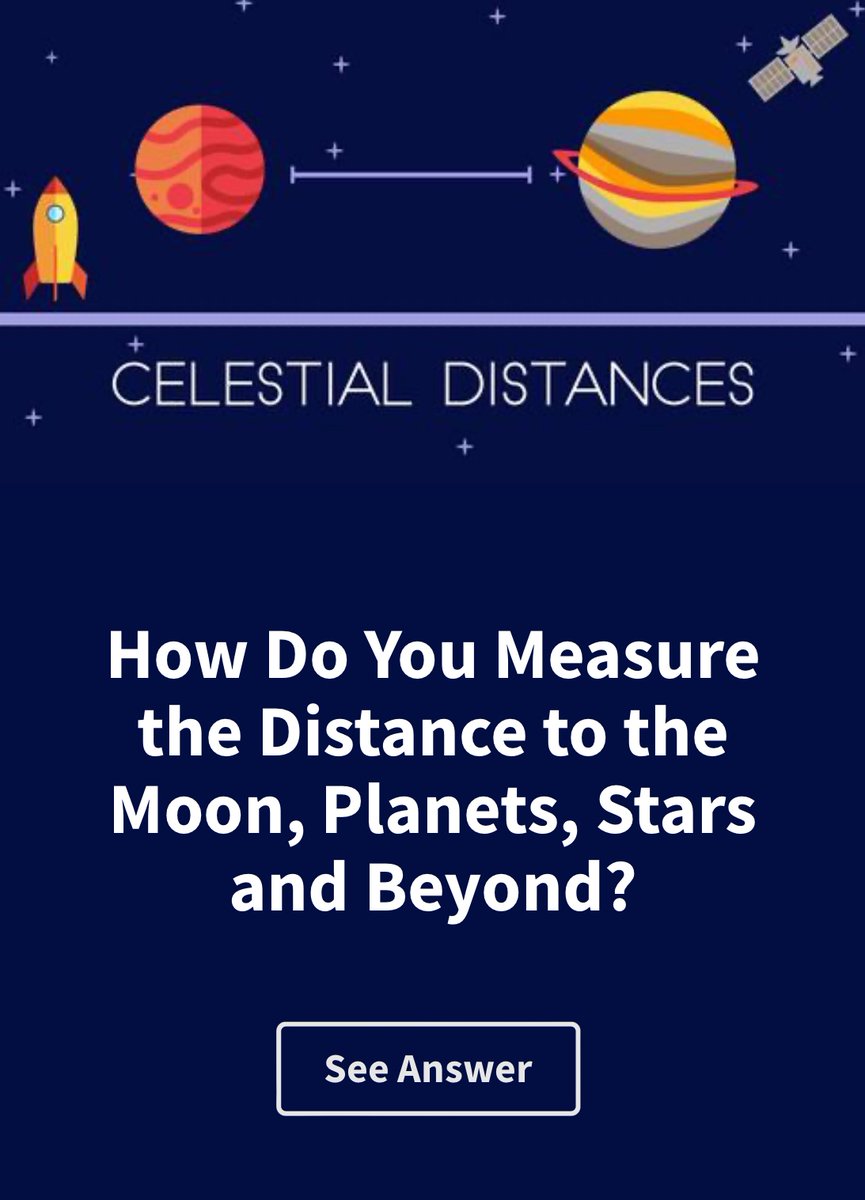 CELESTIAL DISTANCES
How Do You Measure
the Distance to the
Moon, Planets, Stars
and Beyond?
See Answer